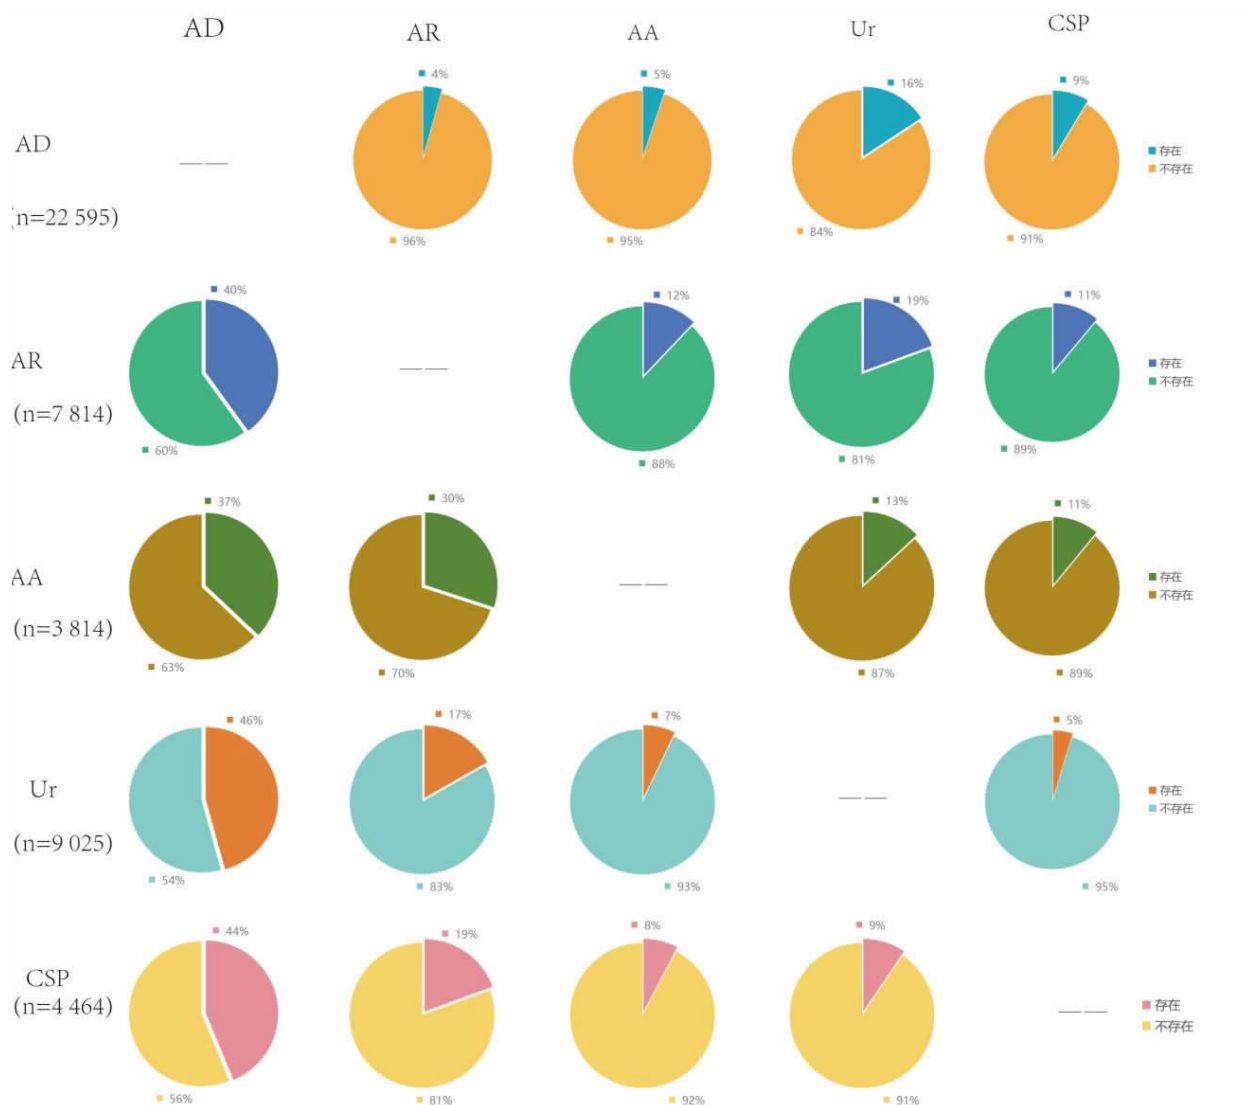 AD AR AA Ur CSP
4% 5% 16% 9%
AD
—— 存在
不存在
(n=22 595)
96% 95% 84% 91%
40% 12% 19% 11%
AR
—— 存在
不存在
(n=7 814)
60% 88% 81% 89%
37% 30% 13% 11%
AA
—— 存在
不存在
(n=3 814)
63% 70% 87% 89%
46% 17% 7% 5%
Ur
—— 存在
不存在
(n=9 025)
54% 83% 93% 95%
44% 19% 8% 9%
CSP
(n=4 464)
—— 存在
不存在
56% 81% 92% 91%